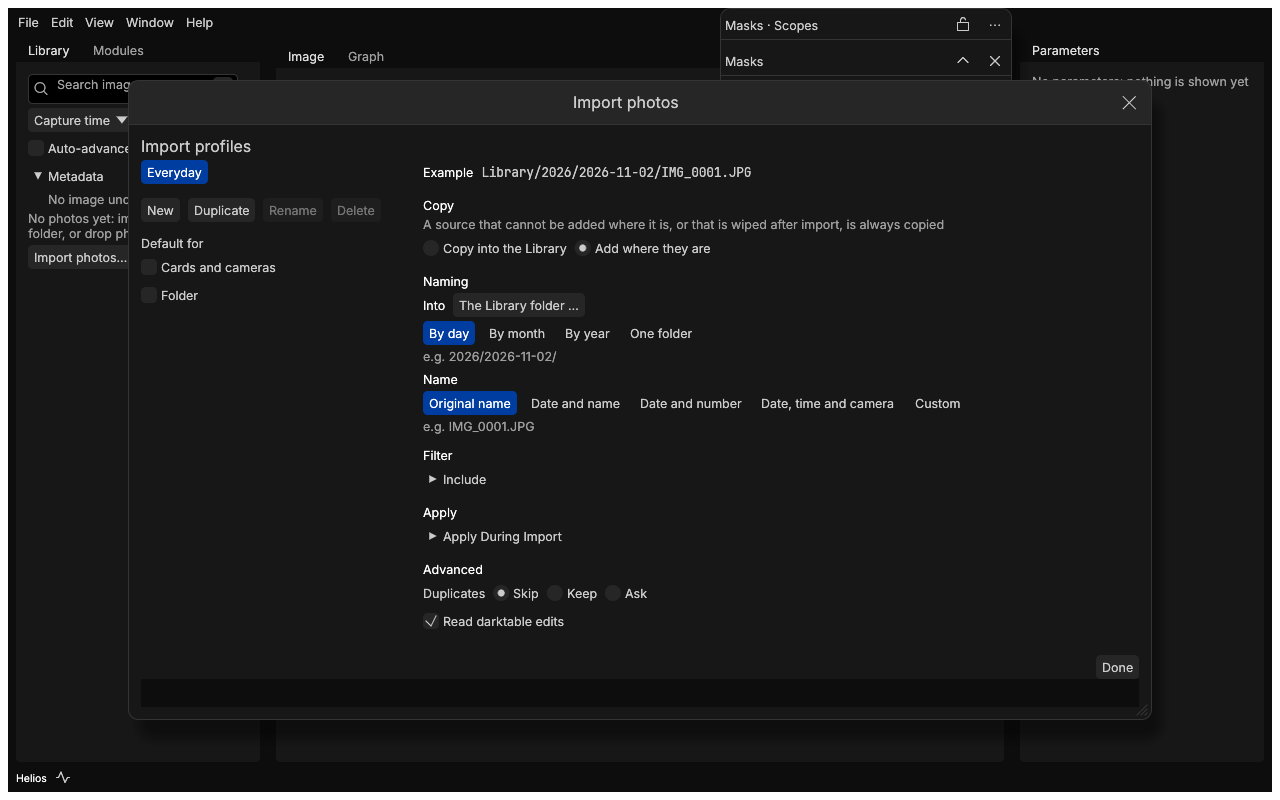 File Edit View Window Help
Library Modules
Image Graph
Masks · Scopes
Masks
Parameters
Search
Capture time
Auto-advance
Metadata
No image
No photos yet:
folder, or drop
Import photos...
nothing is shown yet
Import photos
Import profiles
Everyday
New Duplicate Rename Delete
Default for
Cards and cameras
Folder
Example Library/2026/2026-11-02/IMG_0001.JPG
Copy
A source that cannot be added where it is, or that is wiped after import, is always copied
Copy into the Library Add where they are
Naming
Into The Library folder ...
By day By month By year One folder
e.g. 2026/2026-11-02/
Name
Original name Date and name Date and number Date, time and camera Custom
e.g. IMG_0001.JPG
Filter
Include
Apply
Apply During Import
Advanced
Duplicates Skip Keep Ask
Read darktable edits
Done
Helios